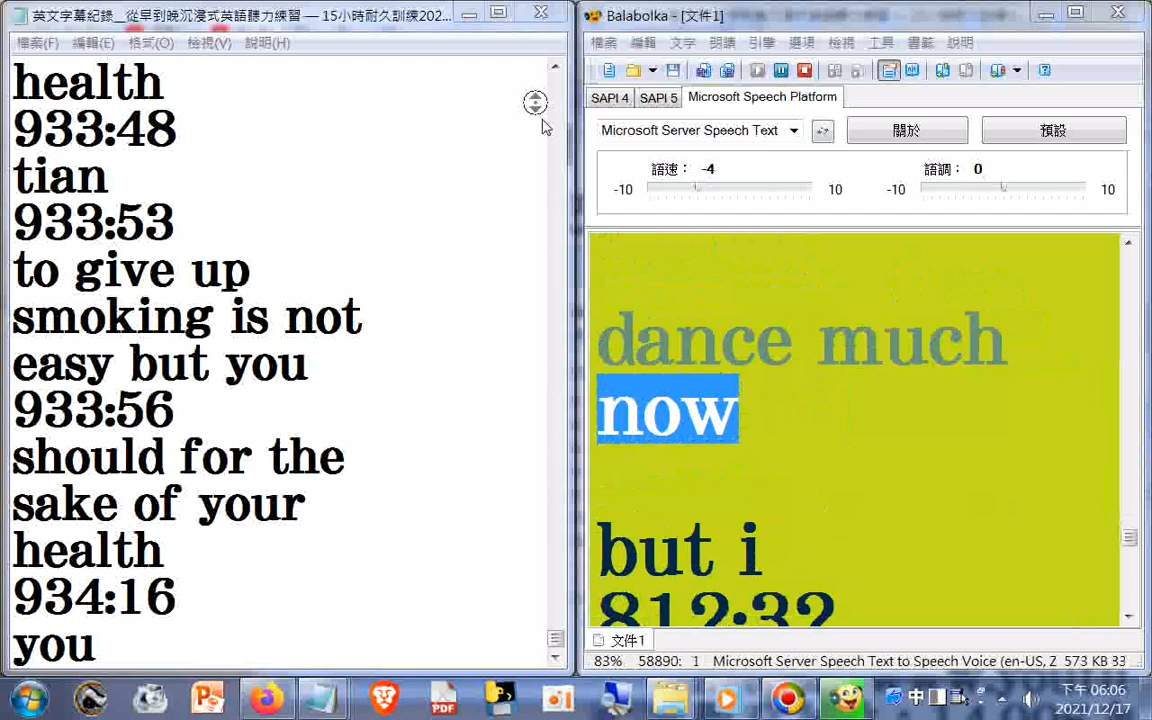 英文字幕紀錄__從早到晚沉浸式英語聽力練習 — 15小時耐久訓練202...
檔案(F) 編輯(E) 格式(O) 檢視(V) 說明(H)
health
933:48
tian
933:53
to give up
smoking is not
easy but you
933:56
should for the
sake of your
health
934:16
you
Balabolka - [文件1]
檔案 編輯 文字 朗讀 引擎 選項 檢視 工具 書籤 說明
SAPI 4 SAPI 5 Microsoft Speech Platform
Microsoft Server Speech Text 關於 預設
語速: -4 語調: 0
-10 10 -10 10
dance much
now
but i
812:32
文件1
83% 58890: 1 Microsoft Server Speech Text to Speech Voice (en-US, Z 573 KB 33
PDF 中 下午 06:06
2021/12/17